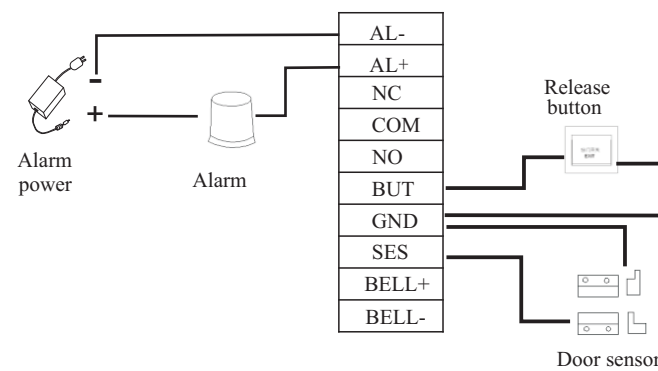 AL-
AL+
NC
COM
NO
BUT
GND
SES
BELL+
BELL-
-
+
Alarm
power
Alarm
Release
button
Door sensor